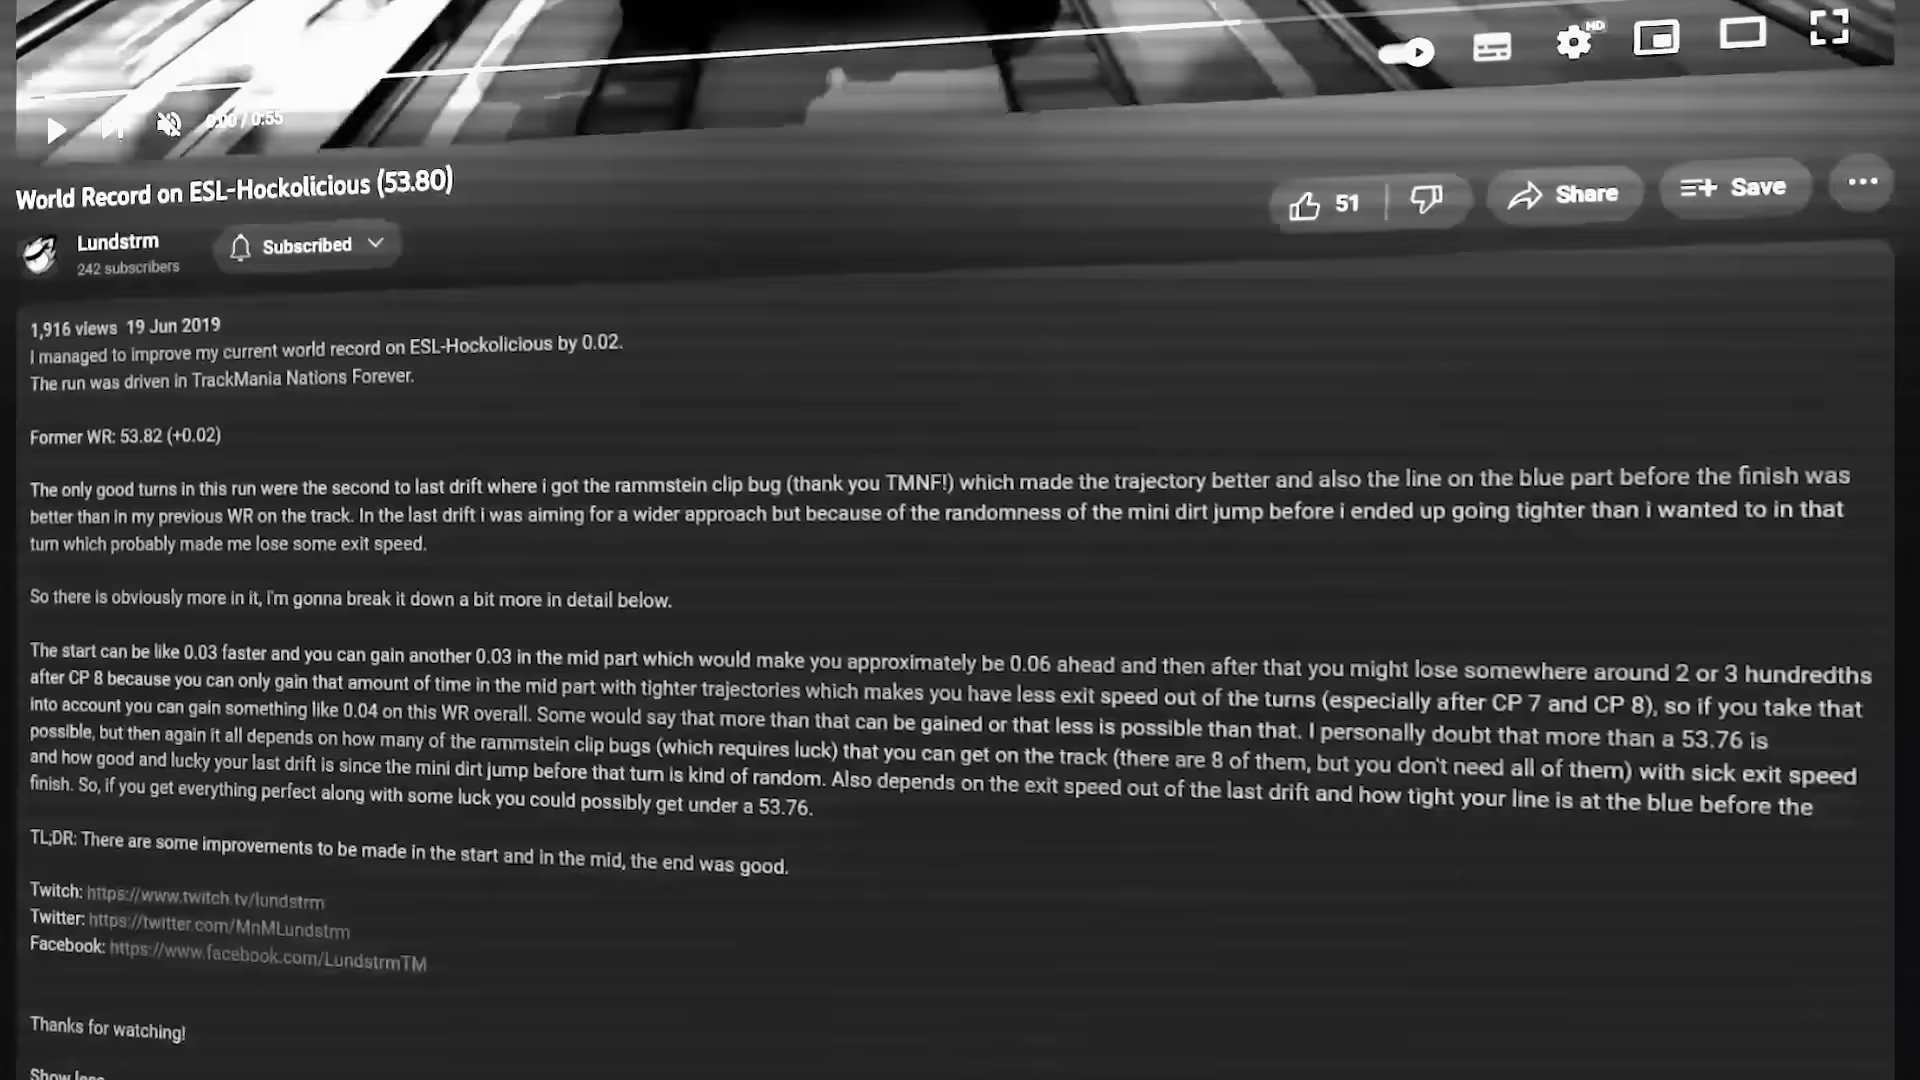 HD
0:00 / 0:55
World Record on ESL-Hockolicious (53.80)
51
Share
Save
Lundstrm
242 subscribers
Subscribed
1,916 views 19 Jun 2019
I managed to improve my current world record on ESL-Hockolicious by 0.02.
The run was driven in TrackMania Nations Forever.
Former WR: 53.82 (+0.02)
The only good turns in this run were the second to last drift where i got the rammstein clip bug (thank you TMNF!) which made the trajectory better and also the line on the blue part before the finish was
better than in my previous WR on the track. In the last drift i was aiming for a wider approach but because of the randomness of the mini dirt jump before i ended up going tighter than i wanted to in that
turn which probably made me lose some exit speed.
So there is obviously more in it, i'm gonna break it down a bit more in detail below.
The start can be like 0.03 faster and you can gain another 0.03 in the mid part which would make you approximately be 0.06 ahead and then after that you might lose somewhere around 2 or 3 hundredths
after CP 8 because you can only gain that amount of time in the mid part with tighter trajectories which makes you have less exit speed out of the turns (especially after CP 7 and CP 8), so if you take that
into account you can gain something like 0.04 on this WR overall. Some would say that more than that can be gained or that less is possible than that. I personally doubt that more than a 53.76 is
possible, but then again it all depends on how many of the rammstein clip bugs (which requires luck) that you can get on the track (there are 8 of them, but you don't need all of them) with sick exit speed
and how good and lucky your last drift is since the mini dirt jump before that turn is kind of random. Also depends on the exit speed out of the last drift and how tight your line is at the blue before the
finish. So, if you get everything perfect along with some luck you could possibly get under a 53.76.
TL;DR: There are some improvements to be made in the start and in the mid, the end was good.
Twitch: https://www.twitch.tv/lundstrm
Twitter: https://twitter.com/MnMLundstrm
Facebook: https://www.facebook.com/LundstrmTM
Thanks for watching!
Show less